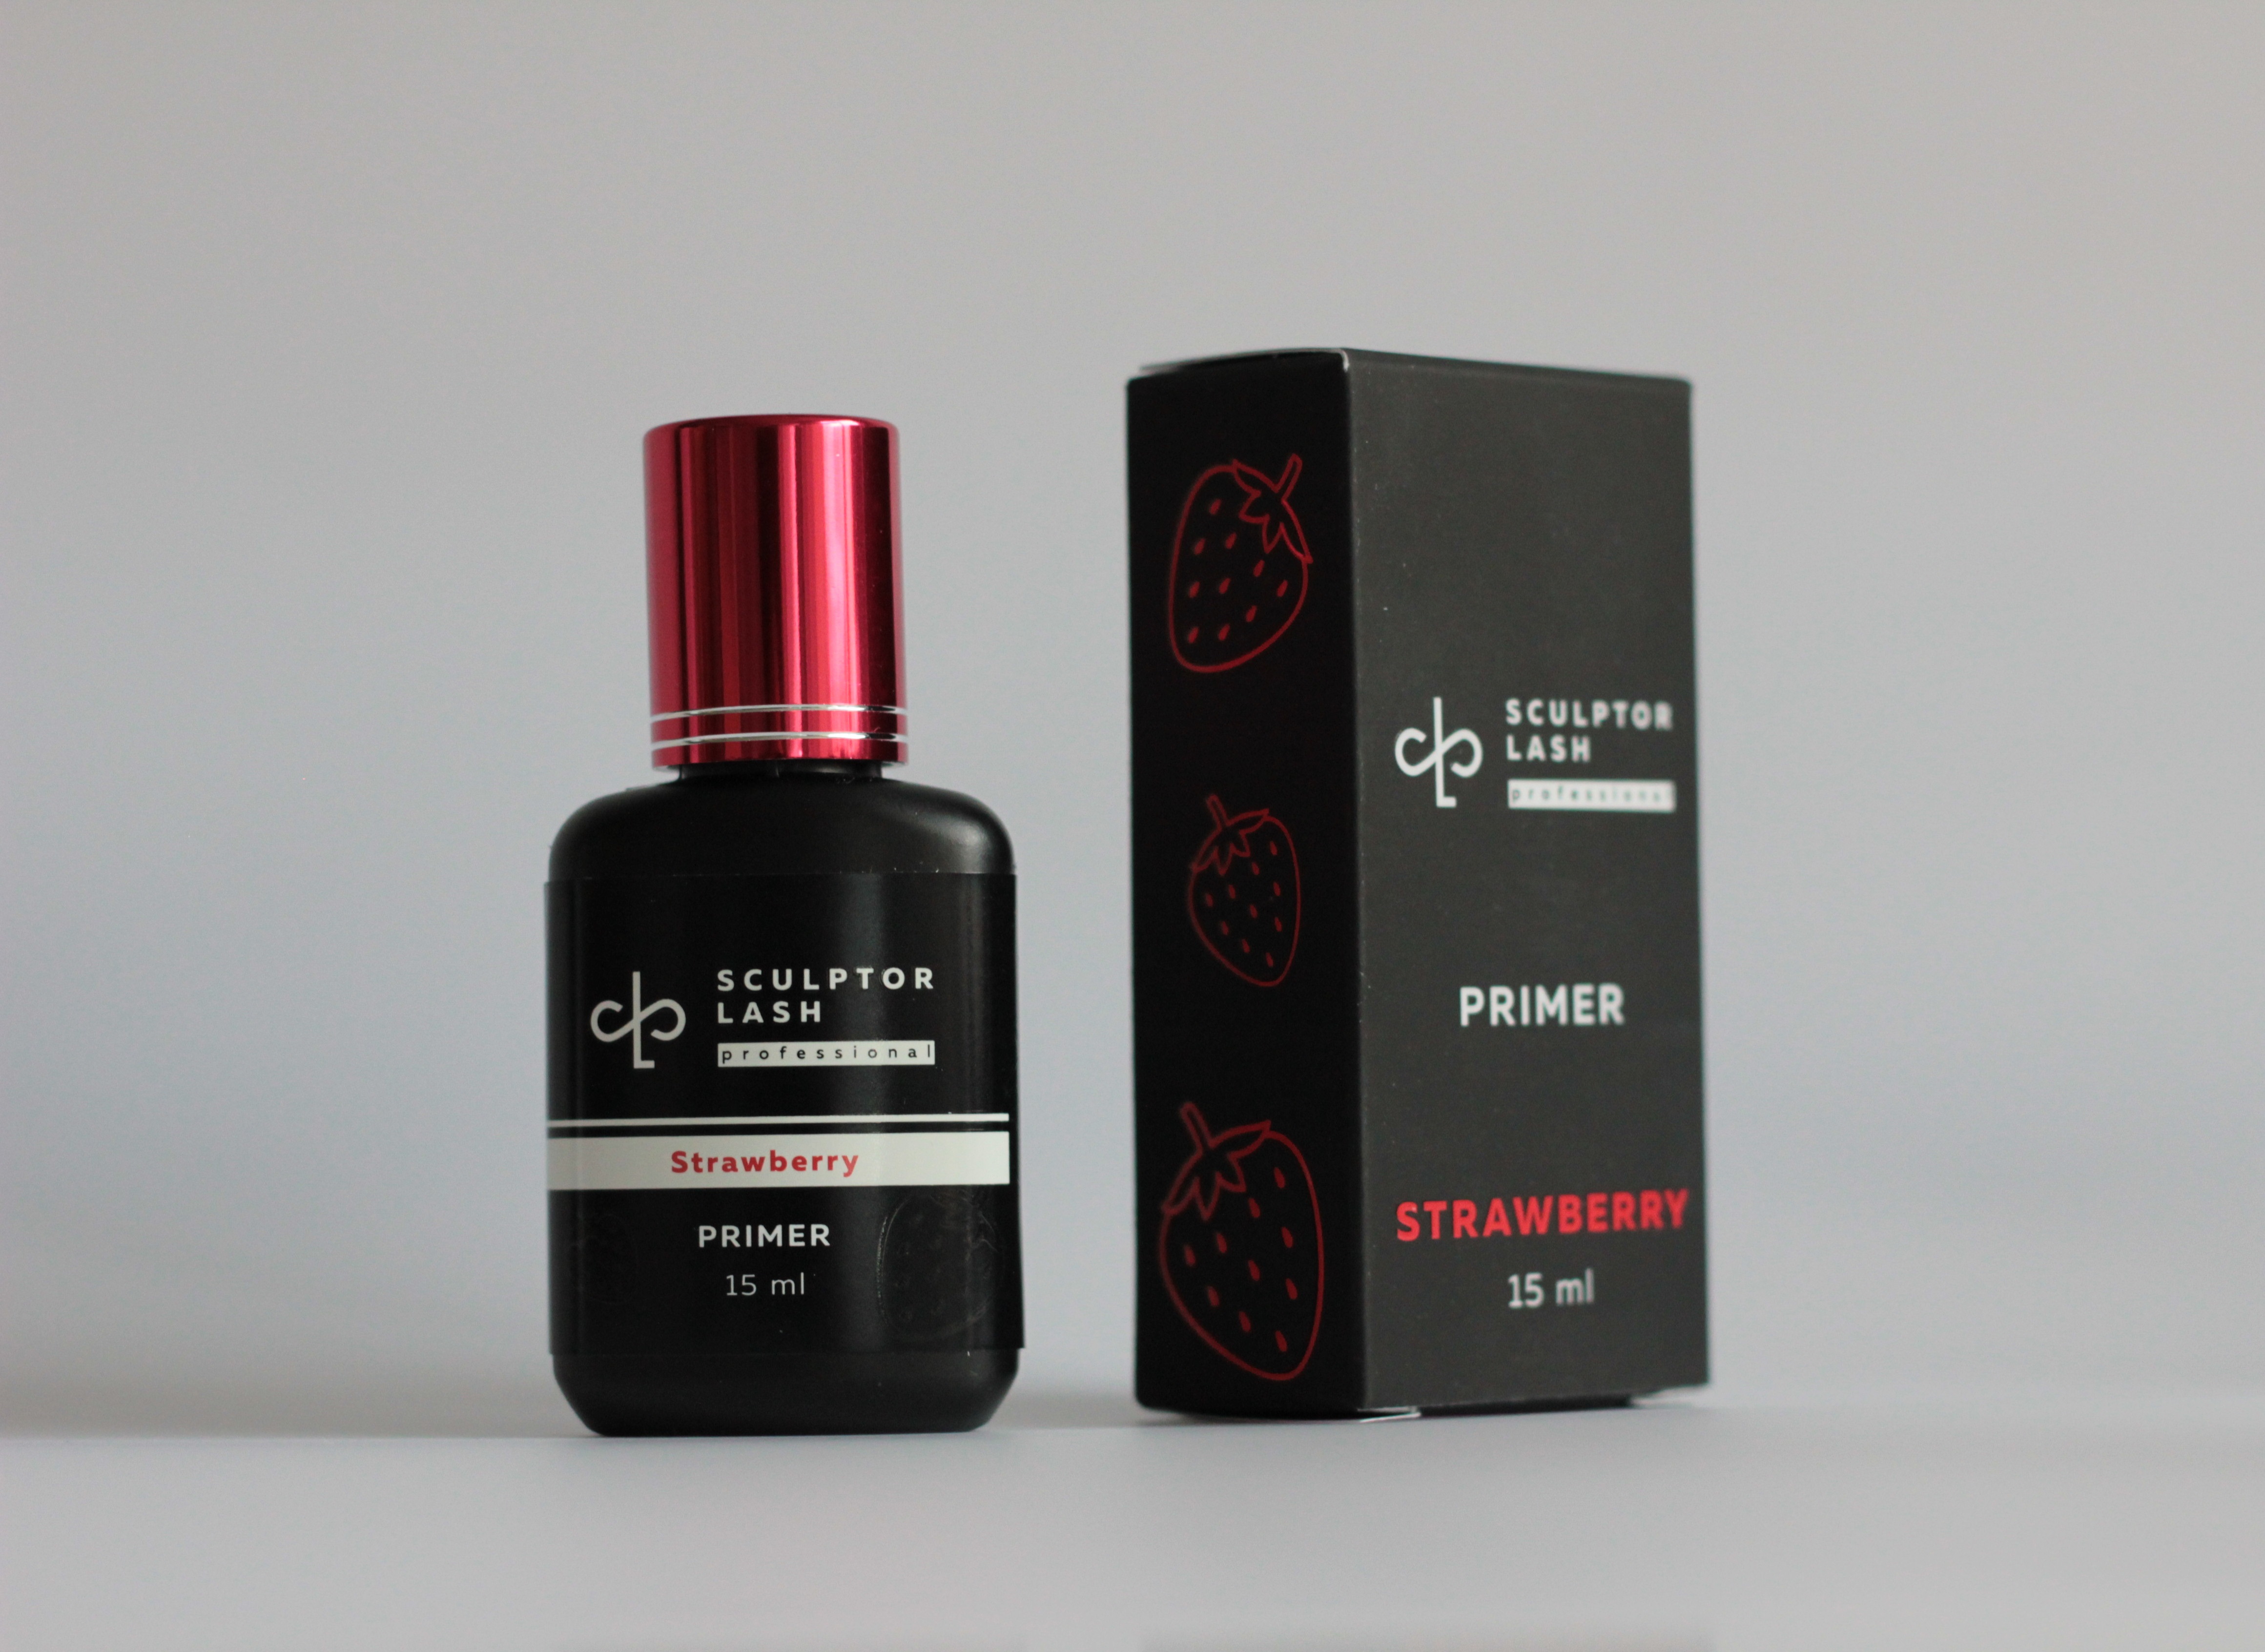 SCULPTOR
LASH
professional
Strawberry
PRIMER
15 ml
SCULPTOR
LASH
professional
PRIMER
STRAWBERRY
15 ml